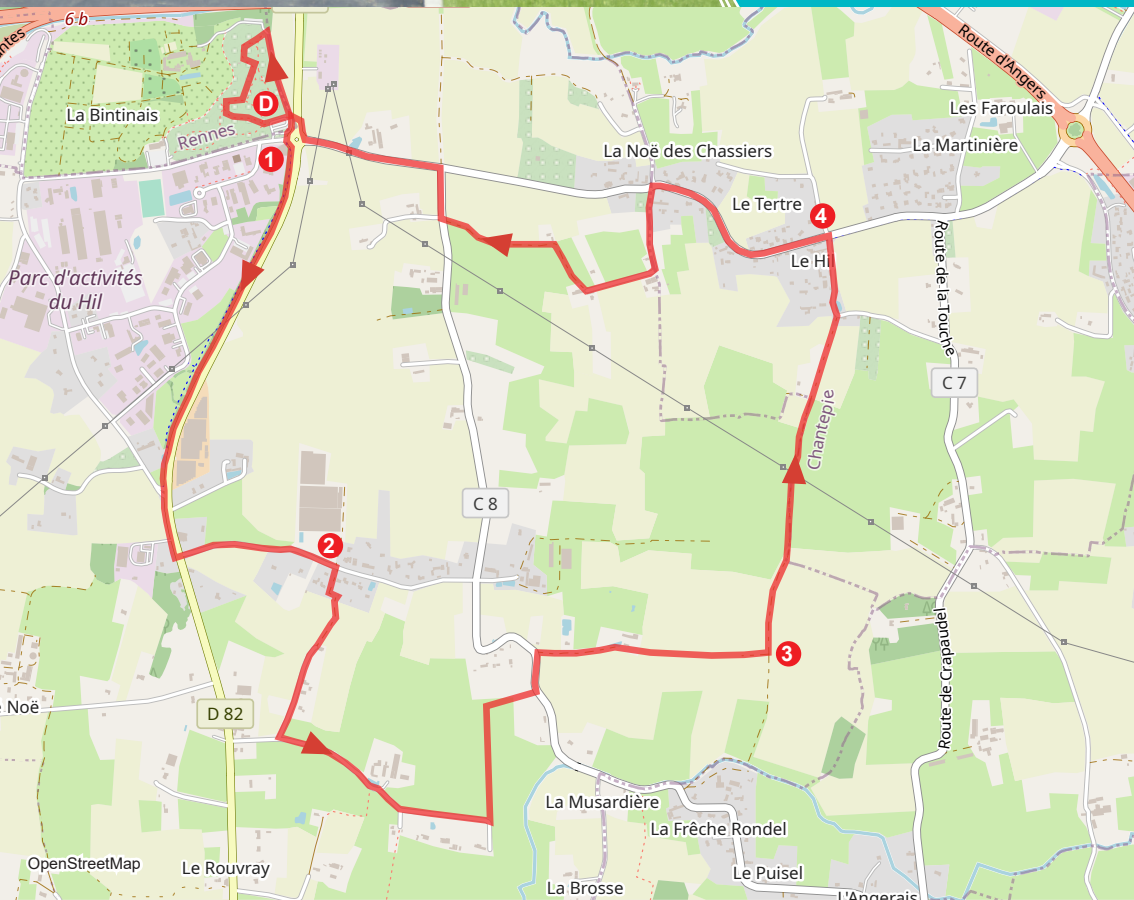 6 b
antes
Route d'Angers
La Bintinais
D
Les Faroulais
Rennes
1
La Noë des Chassiers
La Martinière
Le Tertre
4
Le Hil
Parc d'activités
du Hil
Route de la Touche
C 7
Chantepie
C 8
2
3
Route de Crapaudel
e Noë
D 82
La Musardière
La Frêche Rondel
OpenStreetMap
Le Rouvray
Le Puisel
La Brosse
L'Angerais